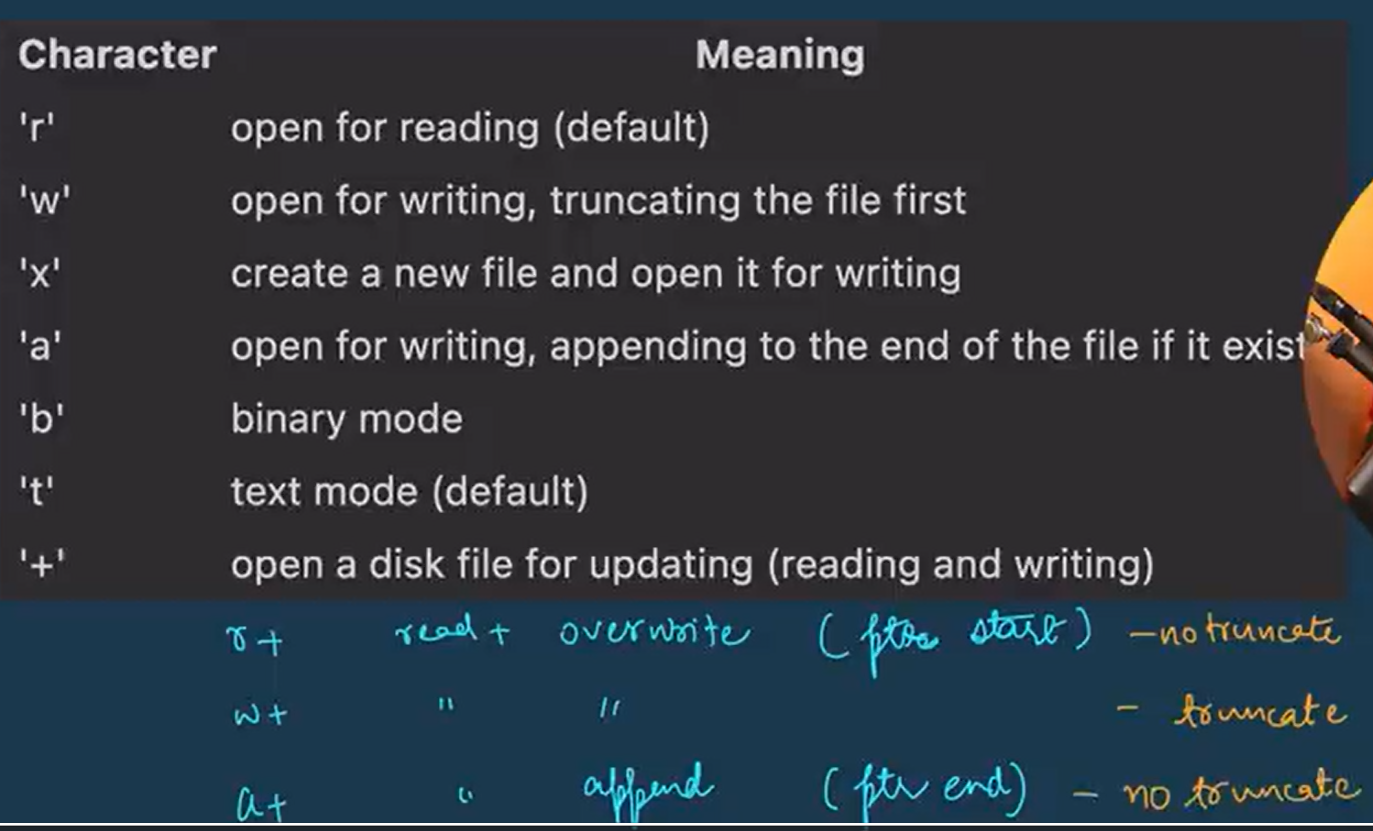 Character Meaning
'r' open for reading (default)
'w' open for writing, truncating the file first
'x' create a new file and open it for writing
'a' open for writing, appending to the end of the file if it exist
'b' binary mode
't' text mode (default)
'+' open a disk file for updating (reading and writing)
r+ read + overwrite (ptr start) - no truncate
w+ " " - truncate
a+ " append (ptr end) - no truncate